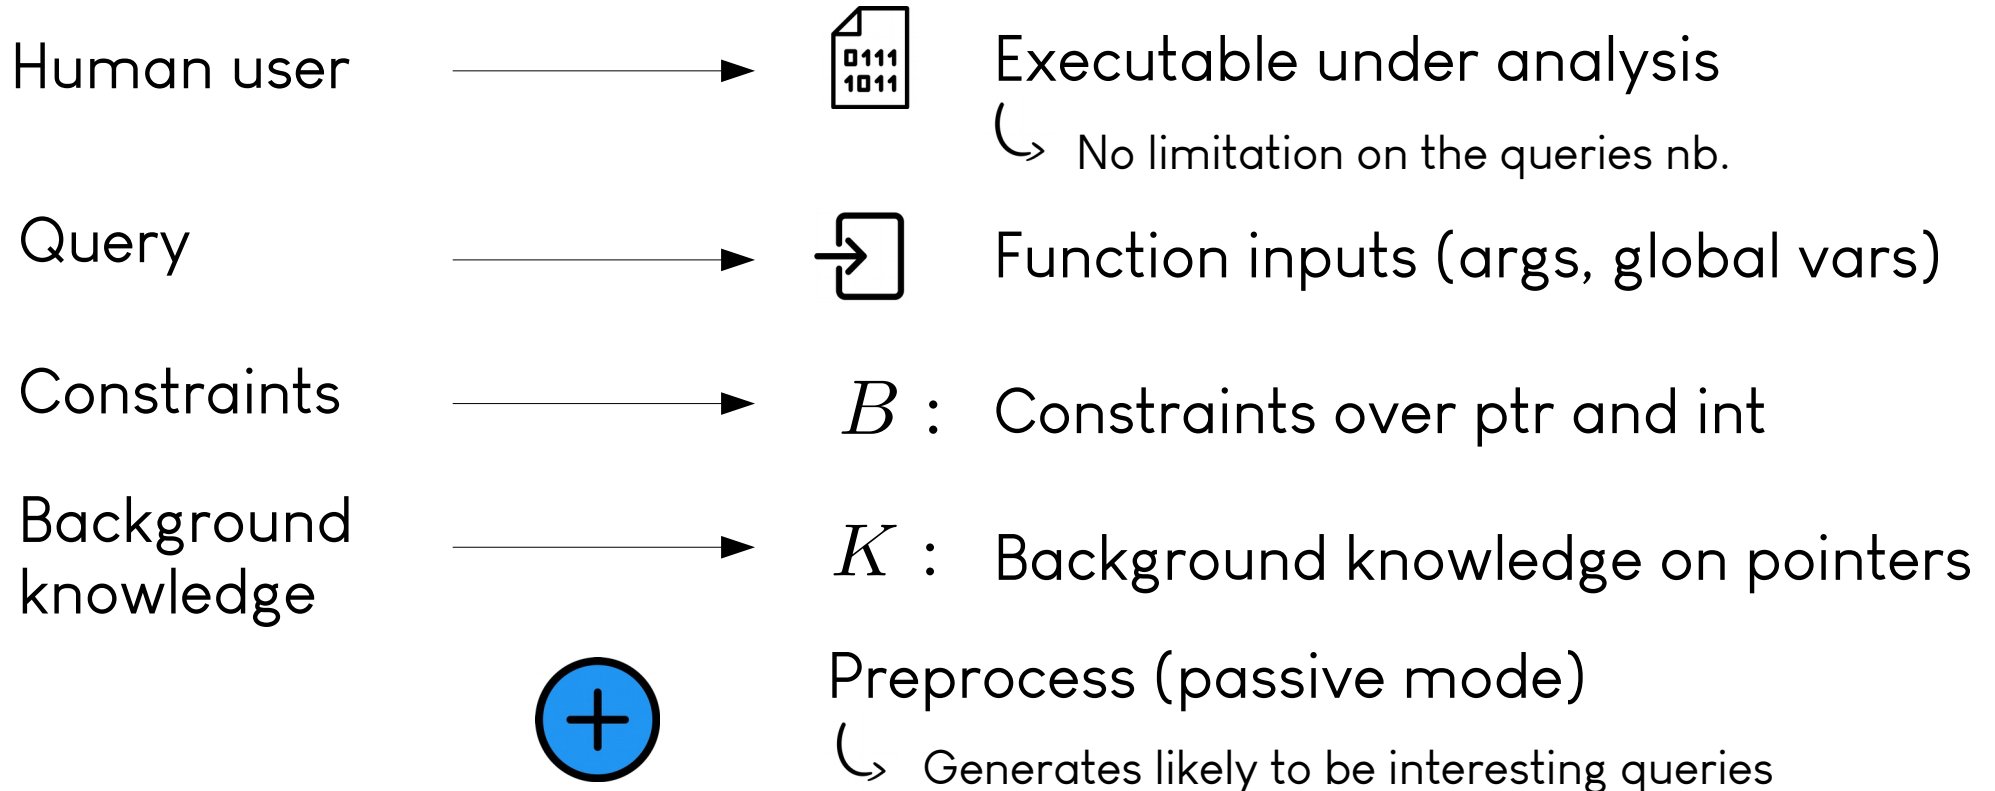 Human user
0111
1011
Executable under analysis
No limitation on the queries nb.
Query
Function inputs (args, global vars)
Constraints
B : Constraints over ptr and int
Background
knowledge
K : Background knowledge on pointers
Preprocess (passive mode)
Generates likely to be interesting queries